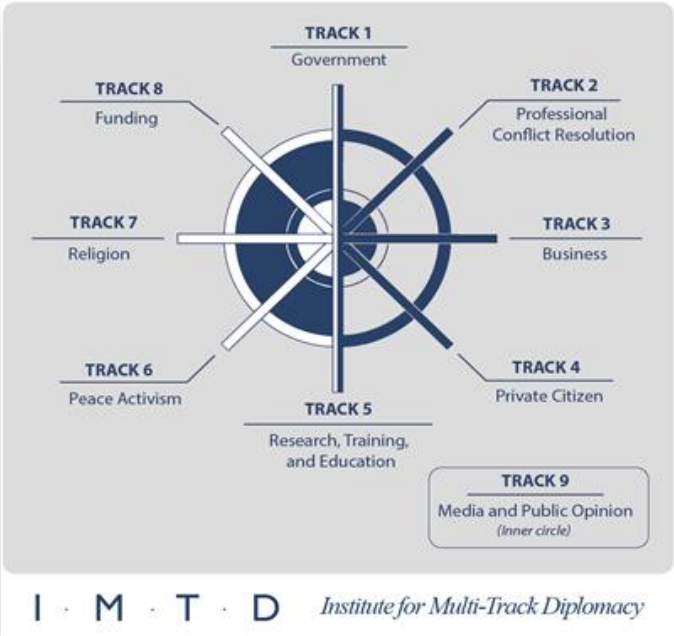 TRACK 1
Government
TRACK 8
Funding
TRACK 2
Professional
Conflict Resolution
TRACK 7
Religion
TRACK 3
Business
TRACK 6
Peace Activism
TRACK 4
Private Citizen
TRACK 5
Research, Training,
and Education
TRACK 9
Media and Public Opinion
(Inner circle)
I · M · T · D Institute for Multi-Track Diplomacy